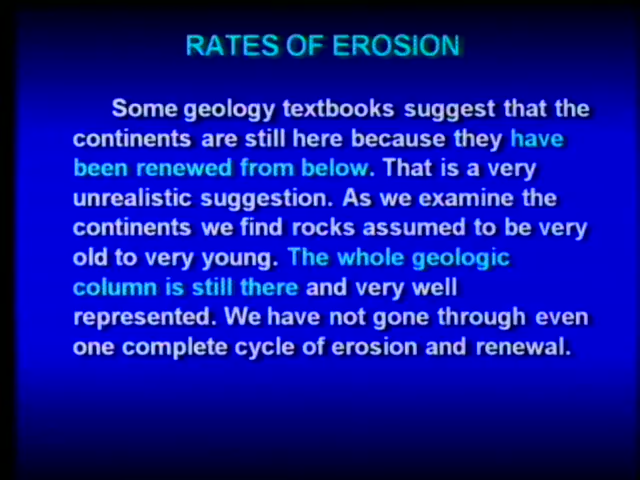 RATES OF EROSION
Some geology textbooks suggest that the
continents are still here because they have
been renewed from below. That is a very
unrealistic suggestion. As we examine the
continents we find rocks assumed to be very
old to very young. The whole geologic
column is still there and very well
represented. We have not gone through even
one complete cycle of erosion and renewal.